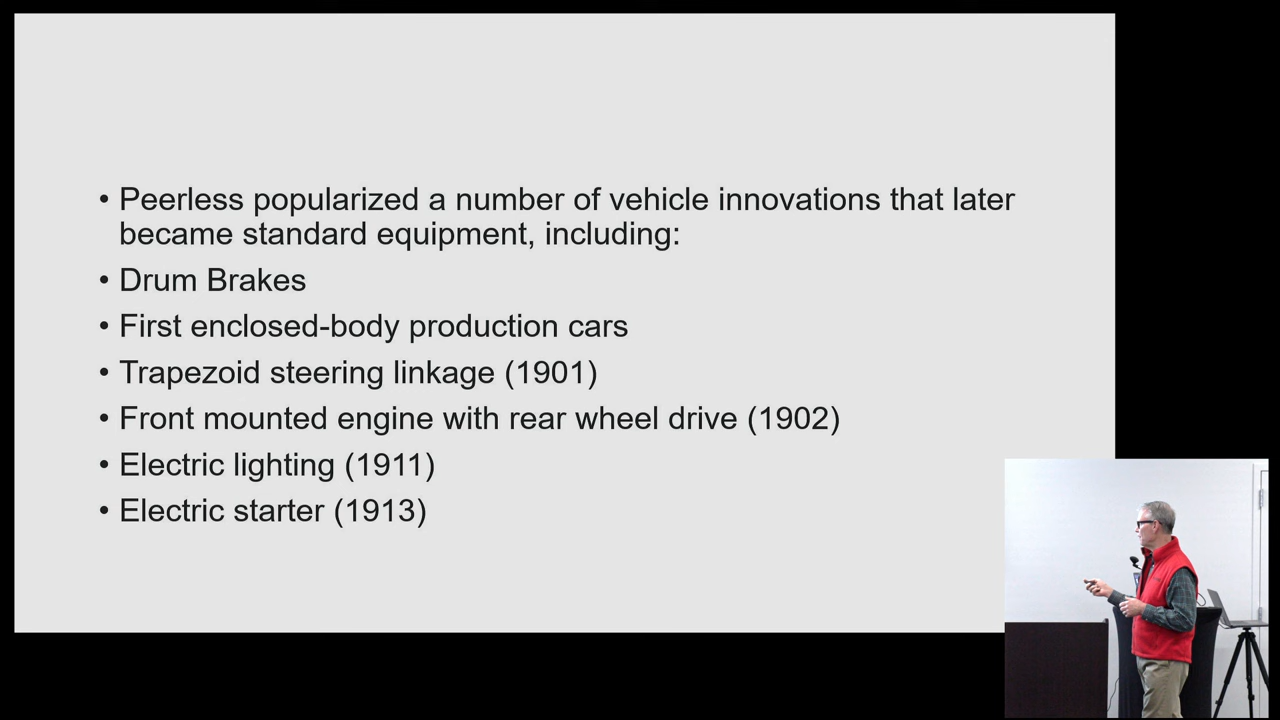 • Peerless popularized a number of vehicle innovations that later
became standard equipment, including:
• Drum Brakes
• First enclosed-body production cars
• Trapezoid steering linkage (1901)
• Front mounted engine with rear wheel drive (1902)
• Electric lighting (1911)
• Electric starter (1913)